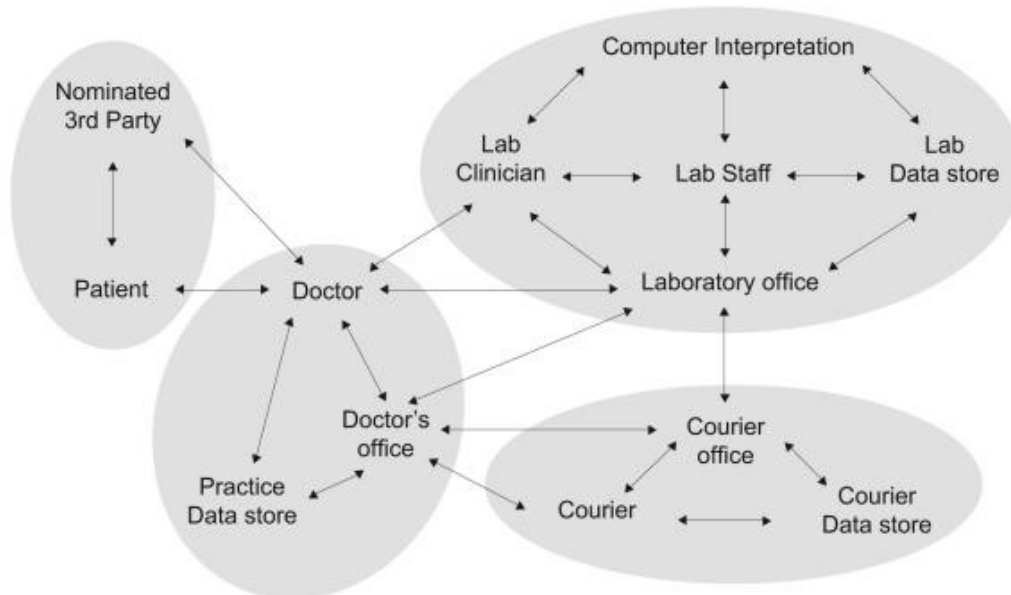 Computer Interpretation
Nominated
3rd Party
Lab
Clinician
Lab Staff
Lab
Data store
Patient
Doctor
Laboratory office
Doctor's
office
Courier
office
Practice
Data store
Courier
Courier
Data store